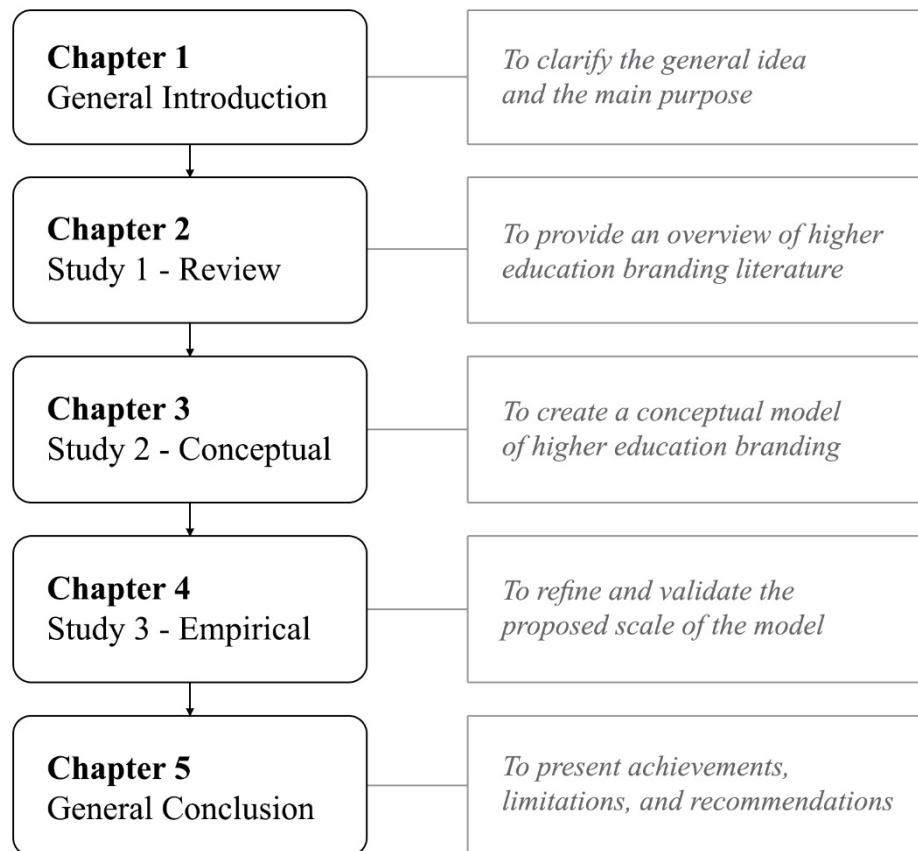 Chapter 1
General Introduction
To clarify the general idea
and the main purpose
Chapter 2
Study 1 - Review
To provide an overview of higher
education branding literature
Chapter 3
Study 2 - Conceptual
To create a conceptual model
of higher education branding
Chapter 4
Study 3 - Empirical
To refine and validate the
proposed scale of the model
Chapter 5
General Conclusion
To present achievements,
limitations, and recommendations